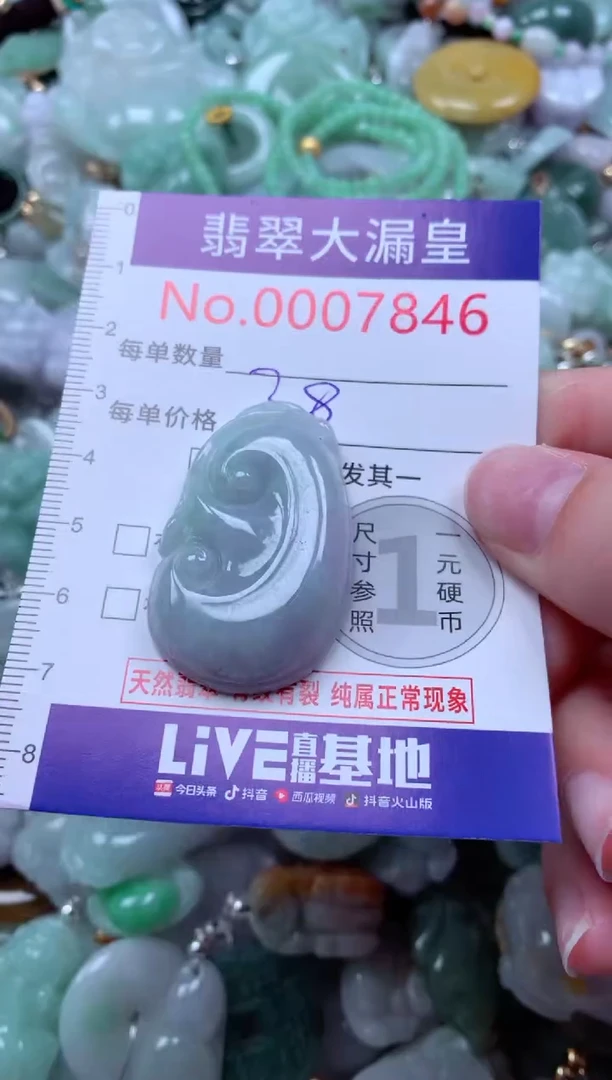 翡翠大漏皇
No.0007846
0
1
2
3
4
5
6
7
8
每单数量
28
每单价格
发其一
尺寸参照
1
一元硬币
天然翡翠 有裂 纯属正常现象
LiVE直播基地
头条 今日头条 抖音 西瓜视频 抖音火山版